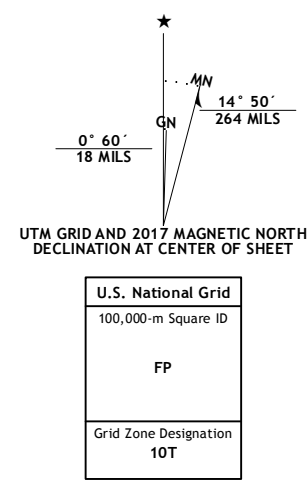 ★
MN
GN
14° 50´
264 MILS
0° 60´
18 MILS
UTM GRID AND 2017 MAGNETIC NORTH
DECLINATION AT CENTER OF SHEET
U.S. National Grid
100,000-m Square ID
FP
Grid Zone Designation
10T